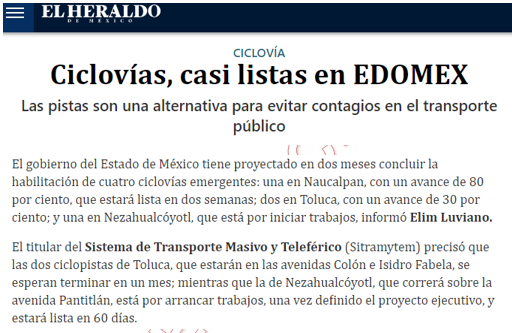 EL HERALDO
DE MÉXICO
CICLOVÍA
Ciclovías, casi listas en EDOMEX
Las pistas son una alternativa para evitar contagios en el transporte
público
El gobierno del Estado de México tiene proyectado en dos meses concluir la
habilitación de cuatro ciclovías emergentes: una en Naucalpan, con un avance de 80
por ciento, que estará lista en dos semanas; dos en Toluca, con un avance de 30 por
ciento; y una en Nezahualcóyotl, que está por iniciar trabajos, informó Elim Luviano.
El titular del Sistema de Transporte Masivo y Teleférico (Sitramytem) precisó que
las dos ciclopistas de Toluca, que estarán en las avenidas Colón e Isidro Fabela, se
esperan terminar en un mes; mientras que la de Nezahualcóyotl, que correrá sobre la
avenida Pantitlán, está por arrancar trabajos, una vez definido el proyecto ejecutivo, y
estará lista en 60 días.